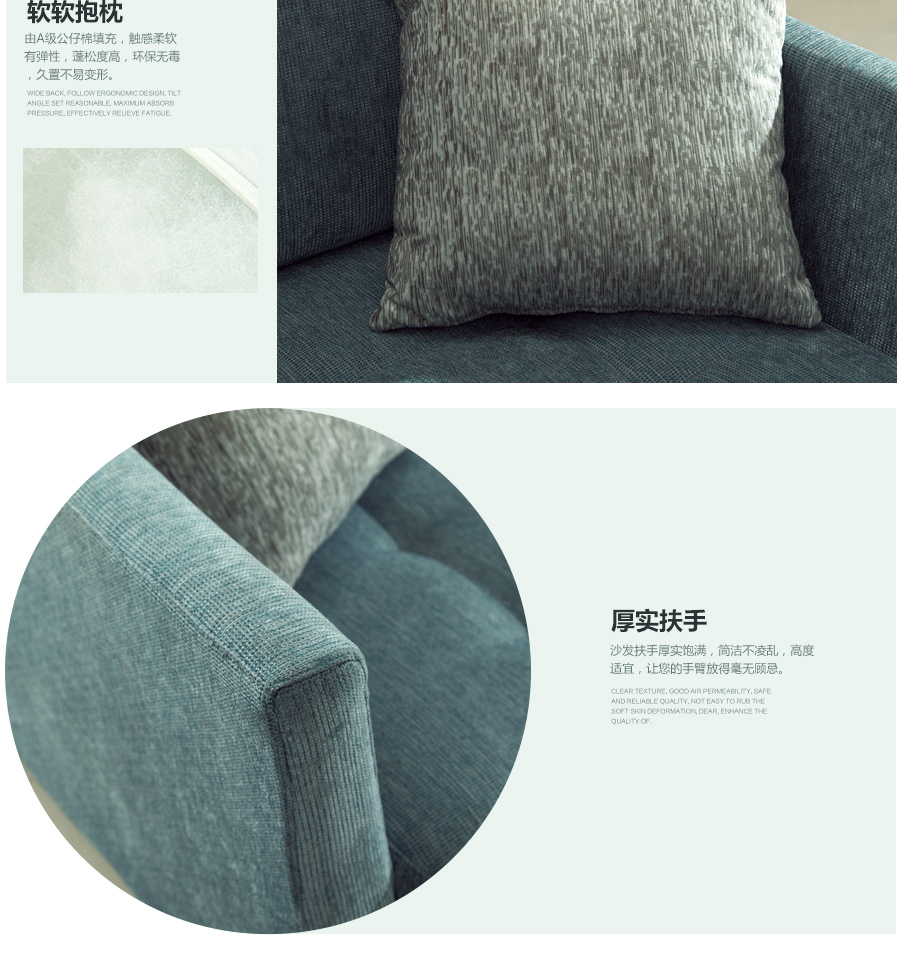 软软抱枕
由A级公仔棉填充，触感柔软
有弹性，蓬松度高，环保无毒
，久置不易变形。
WIDE BACK, FOLLOW ERGONOMIC DESIGN, TILT
ANGLE SET REASONABLE, MAXIMUM ABSORB
PRESSURE, EFFECTIVELY RELIEVE FATIGUE.
厚实扶手
沙发扶手厚实饱满，简洁不凌乱，高度
适宜，让您的手臂放得毫无顾忌。
CLEAR TEXTURE, GOOD AIR PERMEABILITY, SAFE
AND RELIABLE QUALITY, NOT EASY TO RUB THE
SOFT SKIN DEFORMATION, DEAR, ENHANCE THE
QUALITY OF.